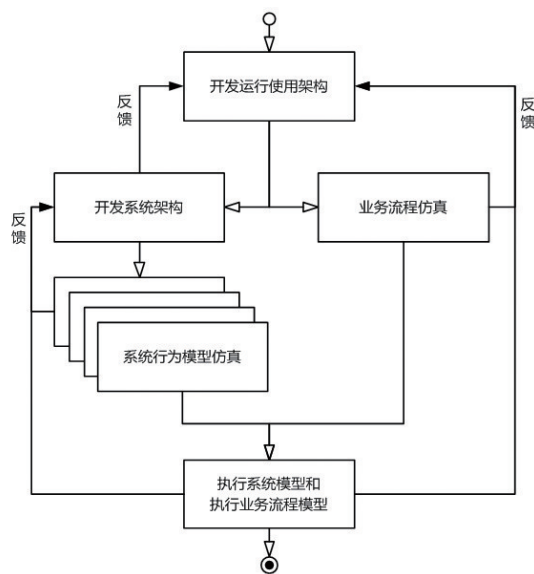 开发运行使用架构
反
馈
反
馈
开发系统架构
业务流程仿真
反
馈
系统行为模型仿真
执行系统模型和
执行业务流程模型